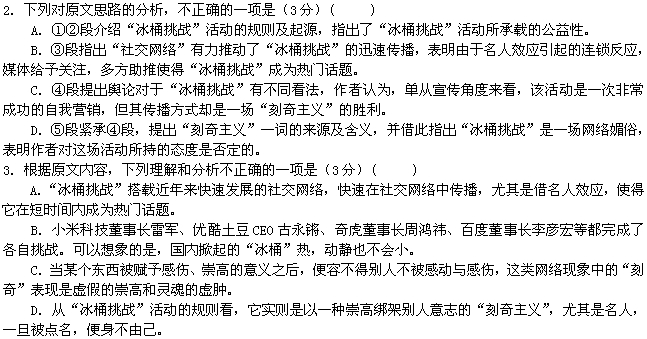 2. 下列对原文思路的分析，不正确的一项是（3分）(　　)
A. ①②段介绍“冰桶挑战”活动的规则及起源，指出了“冰桶挑战”活动所承载的公益性。
B. ③段指出“社交网络”有力推动了“冰桶挑战”的迅速传播，表明由于名人效应引起的连锁反应，
媒体给予关注，多方助推使得“冰桶挑战”成为热门话题。
C. ④段提出舆论对于“冰桶挑战”有不同看法，作者认为，单从宣传角度来看，该活动是一次非常
成功的自我营销，但其传播方式却是一场“刻奇主义”的胜利。
D. ⑤段紧承④段，提出“刻奇主义”一词的来源及含义，并借此指出“冰桶挑战”是一场网络媚俗，
表明作者对这场活动所持的态度是否定的。
3. 根据原文内容，下列理解和分析不正确的一项是（3分）(　　)
A.“冰桶挑战”搭载近年来快速发展的社交网络，快速在社交网络中传播，尤其是借名人效应，使得
它在短时间内成为热门话题。
B. 小米科技董事长雷军、优酷土豆CEO古永锵、奇虎董事长周鸿祎、百度董事长李彦宏等都完成了
各自挑战。可以想象的是，国内掀起的“冰桶”热，动静也不会小。
C. 当某个东西被赋予感伤、崇高的意义之后，便容不得别人不被感动与感伤，这类网络现象中的“刻
奇”表现是虚假的崇高和灵魂的虚肿。
D. 从“冰桶挑战”活动的规则看，它实则是以一种崇高绑架别人意志的“刻奇主义”，尤其是名人，
一旦被点名，便身不由己。